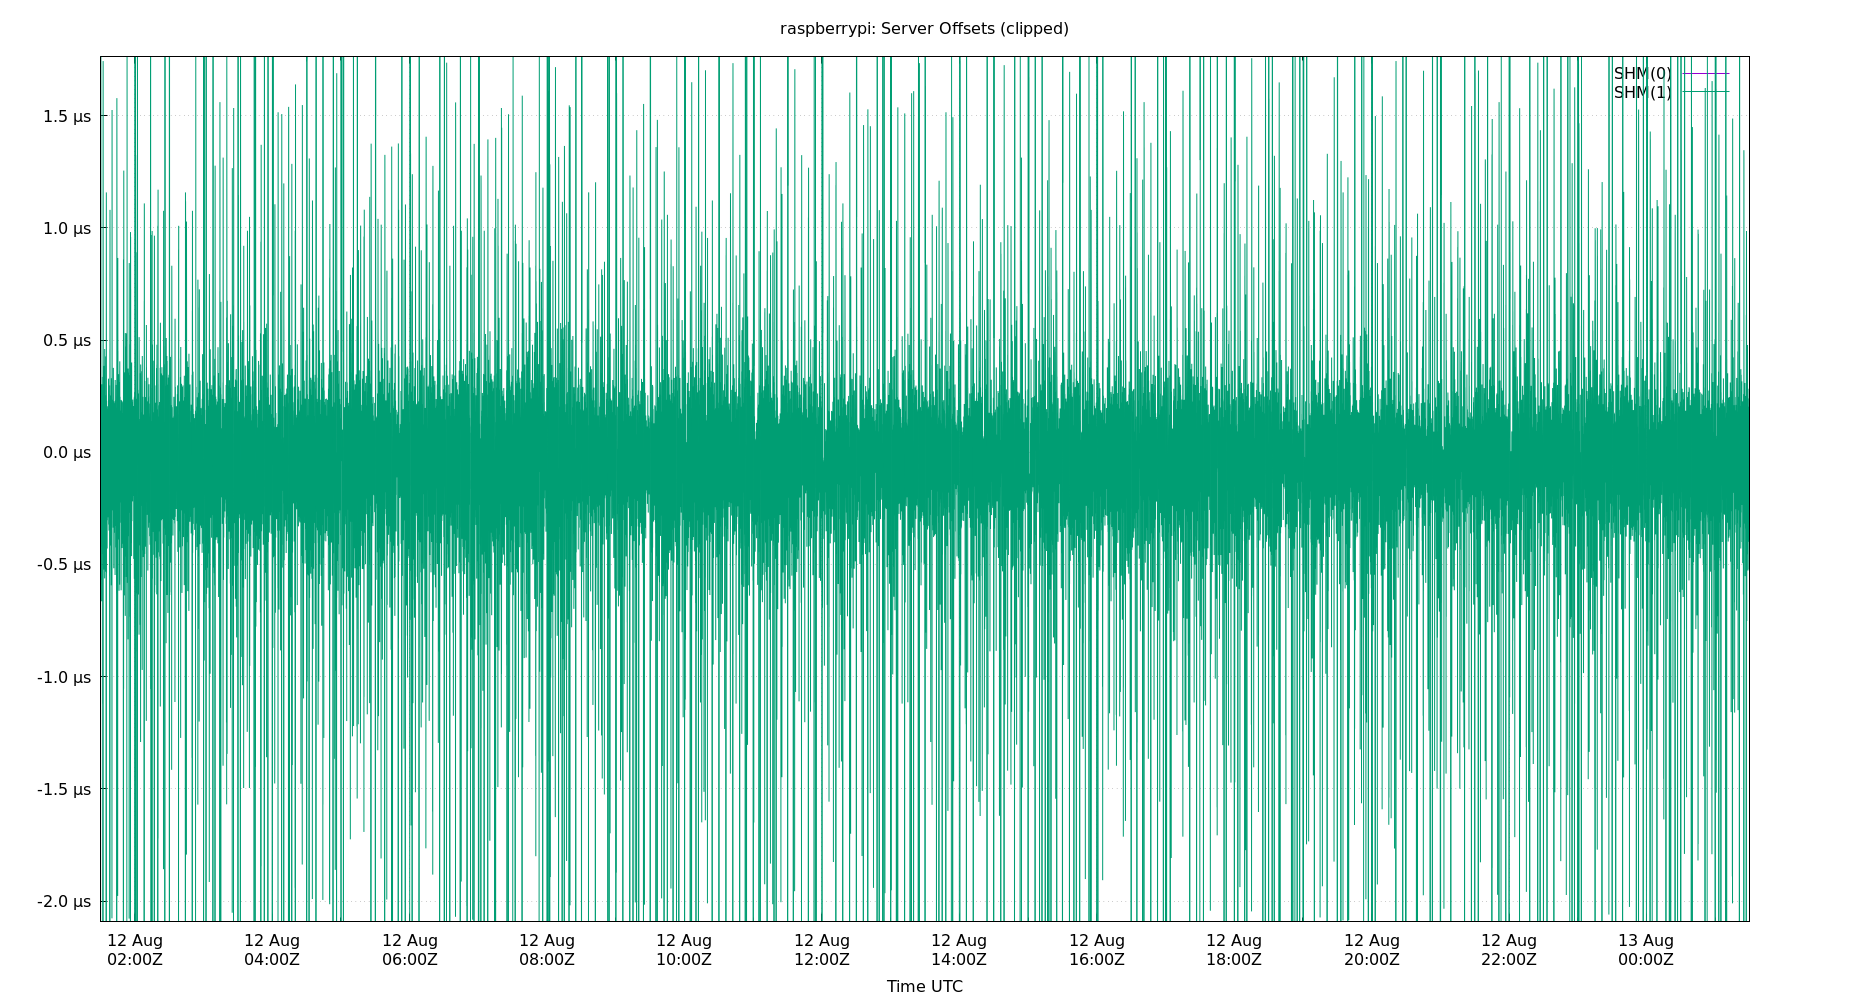 raspberrypi: Server Offsets (clipped)
SHM(0)
SHM(1)
1.5 µs
1.0 µs
0.5 µs
0.0 µs
-0.5 µs
-1.0 µs
-1.5 µs
-2.0 µs
12 Aug 12 Aug 12 Aug 12 Aug 12 Aug 12 Aug 12 Aug 12 Aug 12 Aug 12 Aug 12 Aug 13 Aug
02:00Z 04:00Z 06:00Z 08:00Z 10:00Z 12:00Z 14:00Z 16:00Z 18:00Z 20:00Z 22:00Z 00:00Z
Time UTC